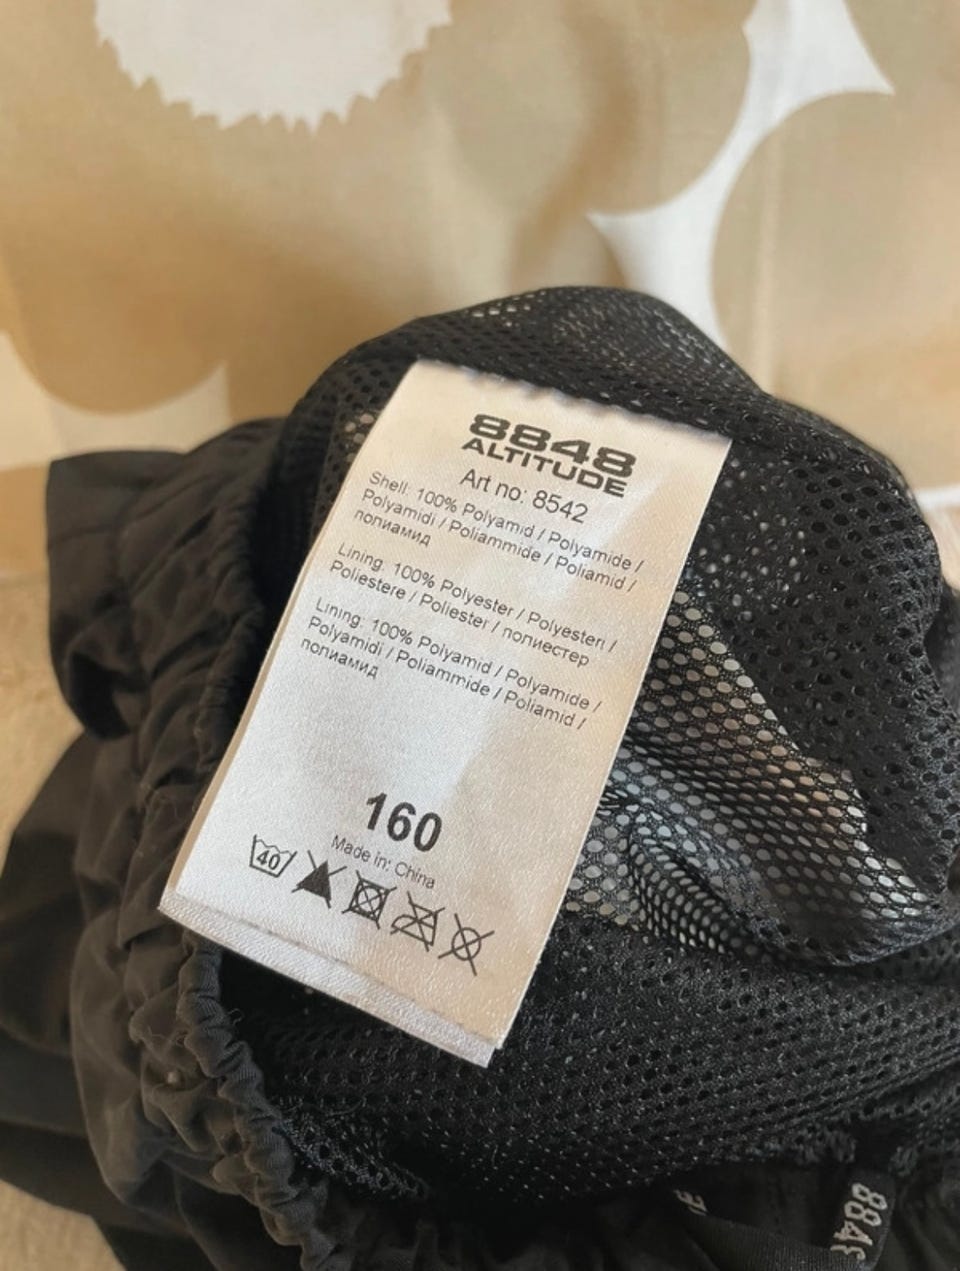 8848
ALTITUDE
Art no: 8542
Shell: 100% Polyamid / Polyamide /
Polyamidi / Poliammide / Poliamid /
полиамид
Lining: 100% Polyester / Polyesteri /
Poliestere / Poliester / полиестер
Lining: 100% Polyamid / Polyamide /
Polyamidi / Poliammide / Poliamid /
полиамид
160
Made in: China
40